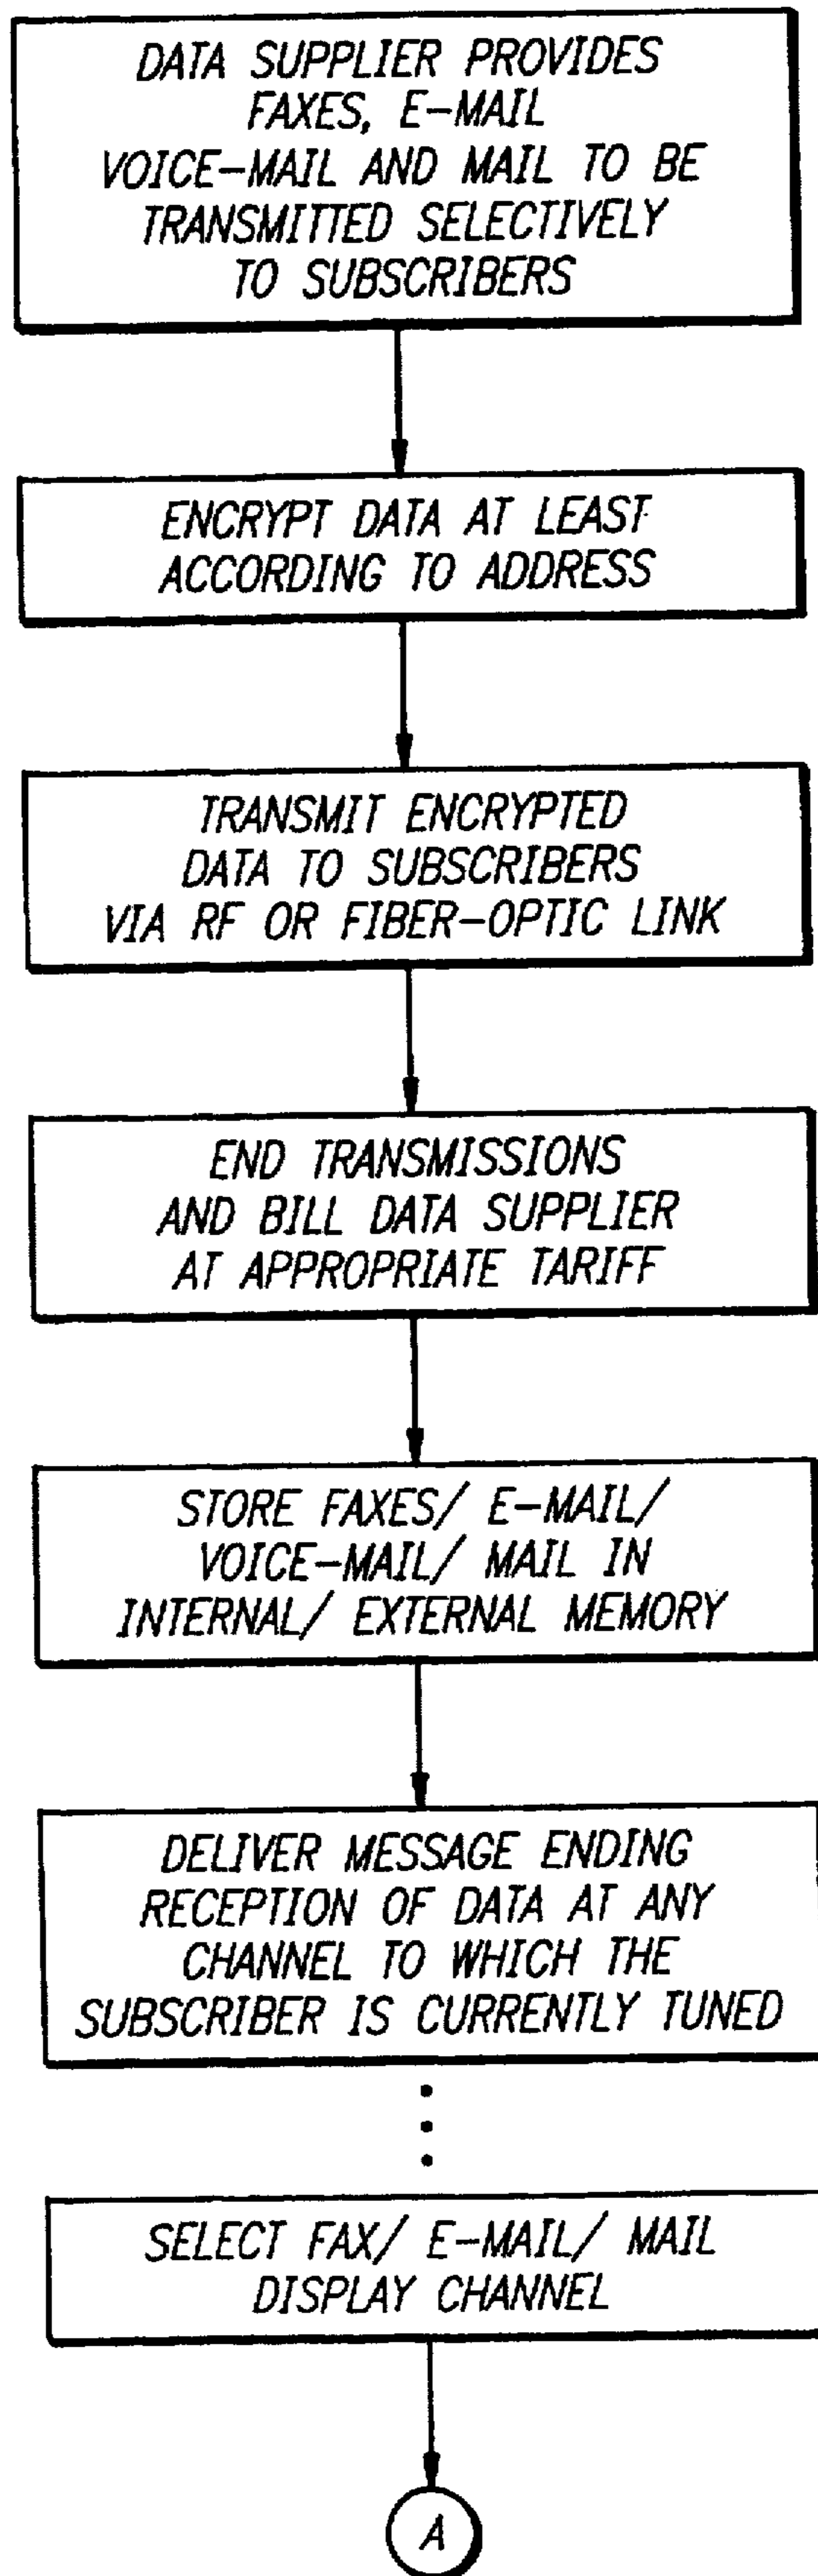 DATA SUPPLIER PROVIDES
FAXES, E-MAIL
VOICE-MAIL AND MAIL TO BE
TRANSMITTED SELECTIVELY
TO SUBSCRIBERS
ENCRYPT DATA AT LEAST
ACCORDING TO ADDRESS
TRANSMIT ENCRYPTED
DATA TO SUBSCRIBERS
VIA RF OR FIBER-OPTIC LINK
END TRANSMISSIONS
AND BILL DATA SUPPLIER
AT APPROPRIATE TARIFF
STORE FAXES/ E-MAIL/
VOICE-MAIL/ MAIL IN
INTERNAL/ EXTERNAL MEMORY
DELIVER MESSAGE ENDING
RECEPTION OF DATA AT ANY
CHANNEL TO WHICH THE
SUBSCRIBER IS CURRENTLY TUNED
SELECT FAX/ E-MAIL/ MAIL
DISPLAY CHANNEL
A